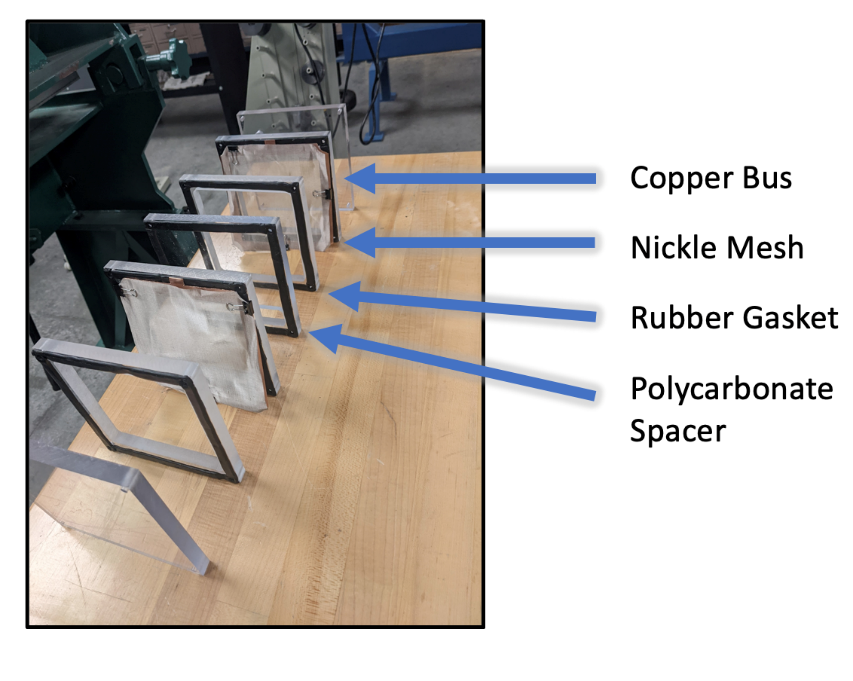 Copper Bus
Nickle Mesh
Rubber Gasket
Polycarbonate
Spacer